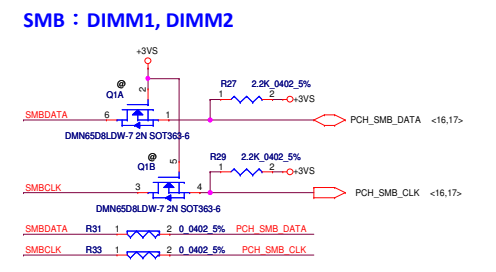 SMB：DIMM1, DIMM2
+3VS
@
Q1A
2
R27 2.2K_0402_5%
1 2
+3VS
SMBDATA
6
1
PCH_SMB_DATA <16,17>
DMN65D8LDW-7 2N SOT363-6
@
Q1B
5
R29 2.2K_0402_5%
1 2
+3VS
SMBCLK
3
4
PCH_SMB_CLK <16,17>
DMN65D8LDW-7 2N SOT363-6
SMBDATA R31 1 2 0_0402_5% PCH_SMB_DATA
SMBCLK R33 1 2 0_0402_5% PCH_SMB_CLK